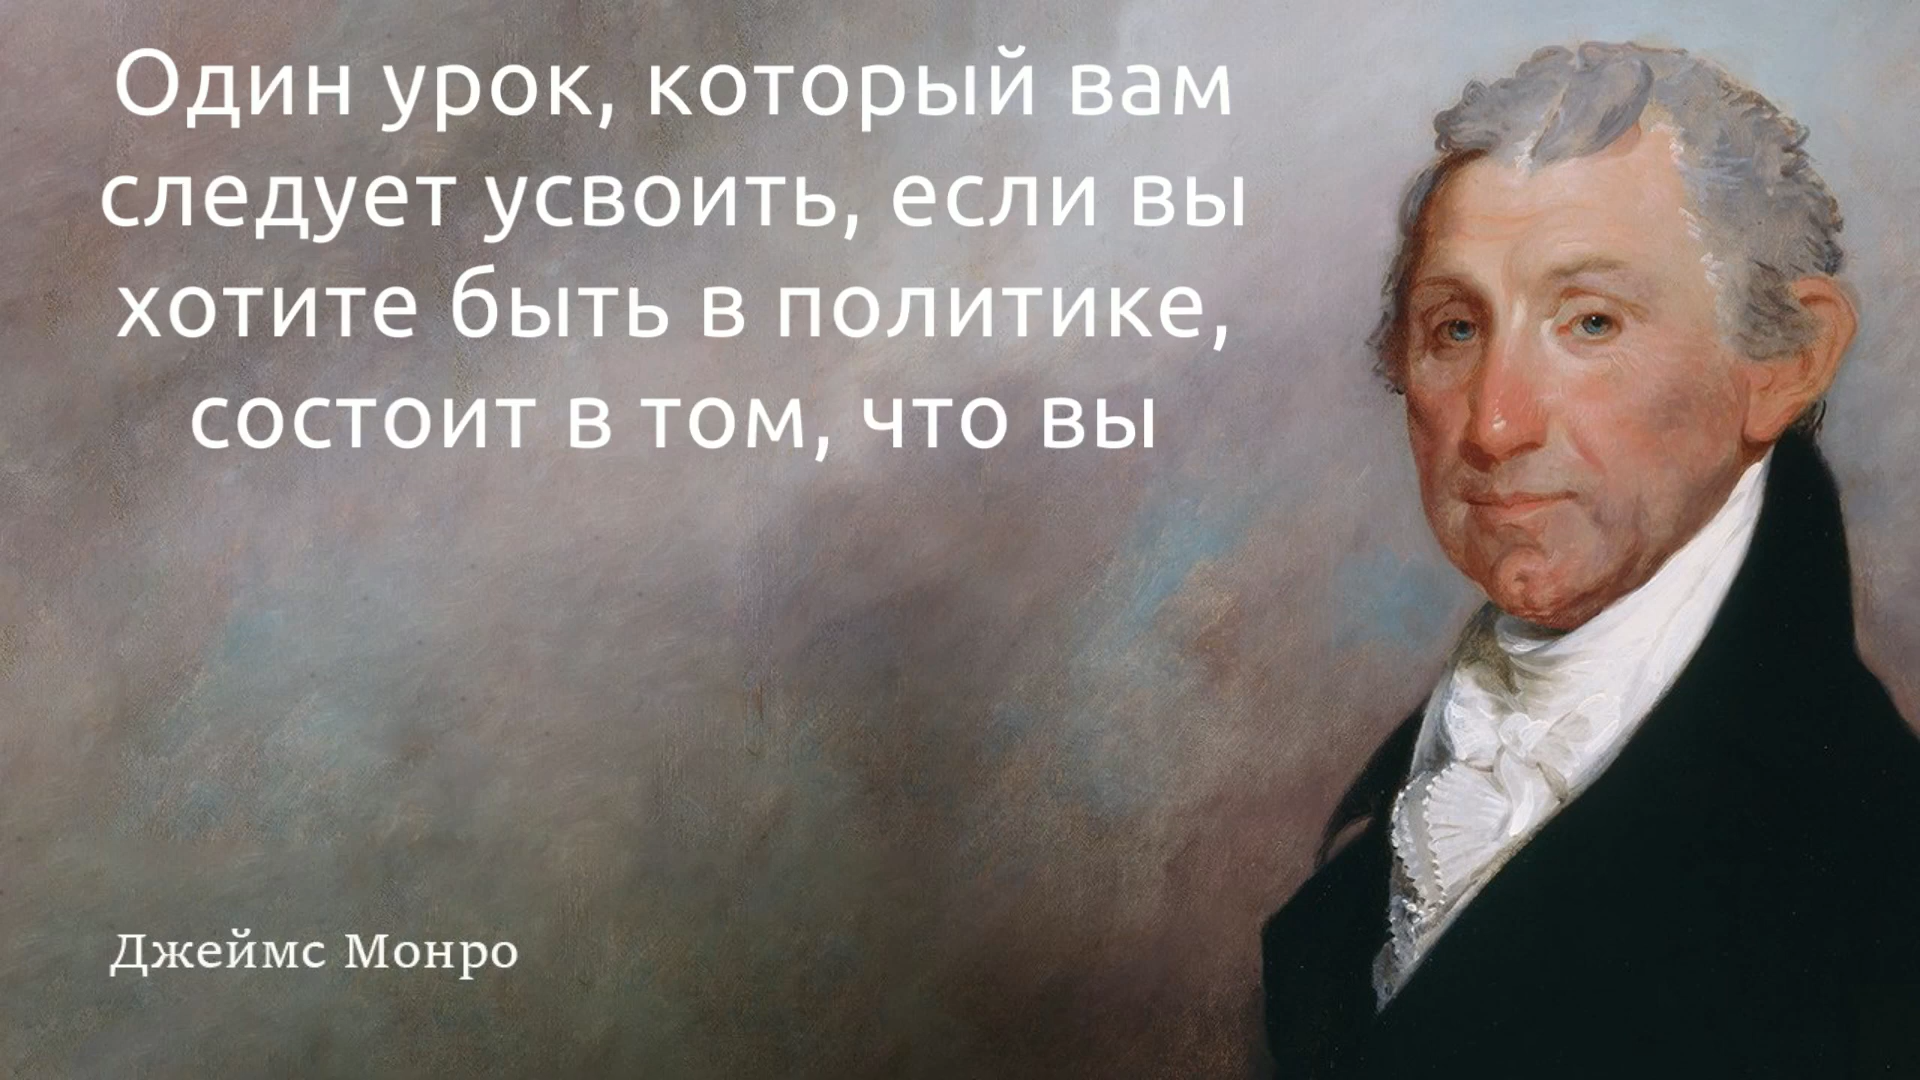 Один урок, который вам
следует усвоить, если вы
хотите быть в политике,
состоит в том, что вы
Джеймс Монро